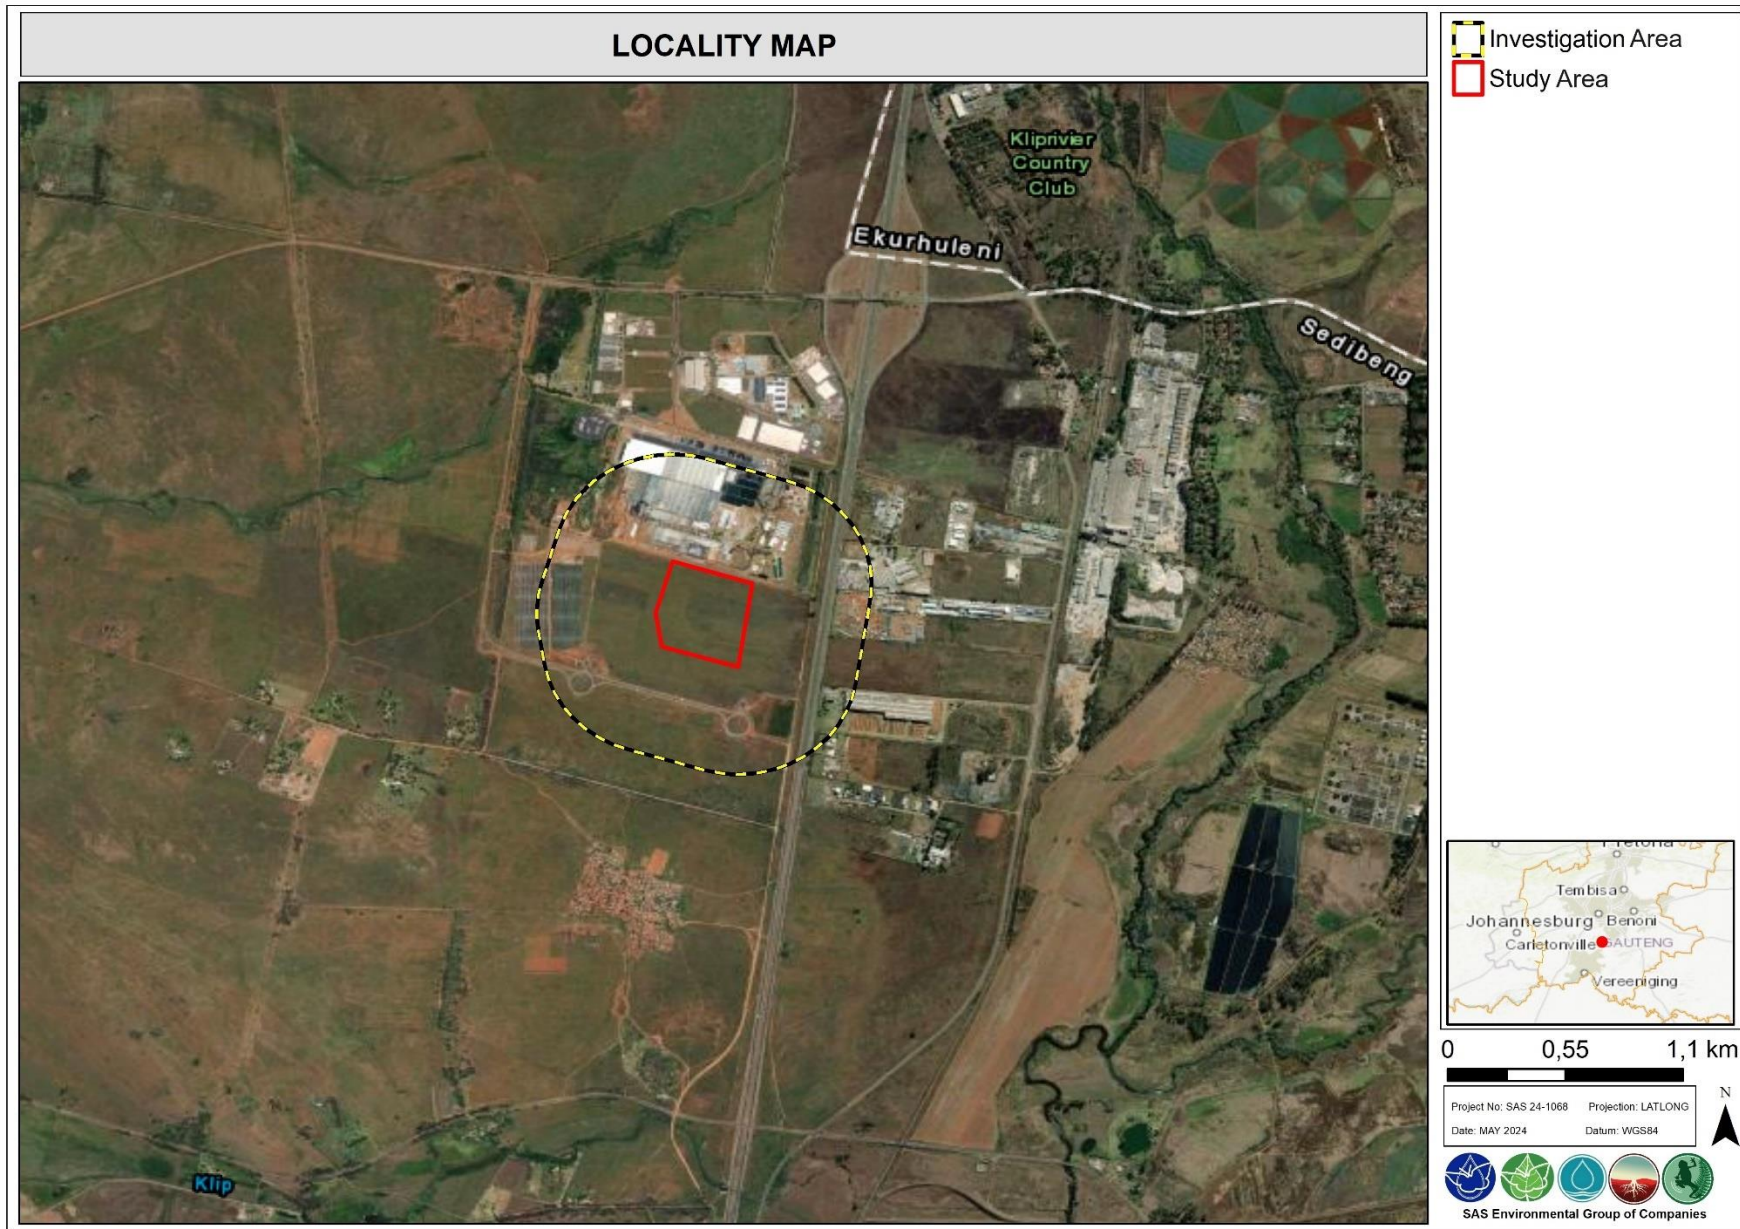 LOCALITY MAP
Investigation Area
Study Area
Kliprivier
Country
Club
Ekurhuleni
Sedibeng
Klip
Tembisa
Johannesburg
Benoni
Carletonville
GAUTENG
Vereeniging
0 0,55 1,1 km
Project No: SAS 24-1068 Projection: LATLONG
Date: MAY 2024 Datum: WGS84
N
SAS Environmental Group of Companies